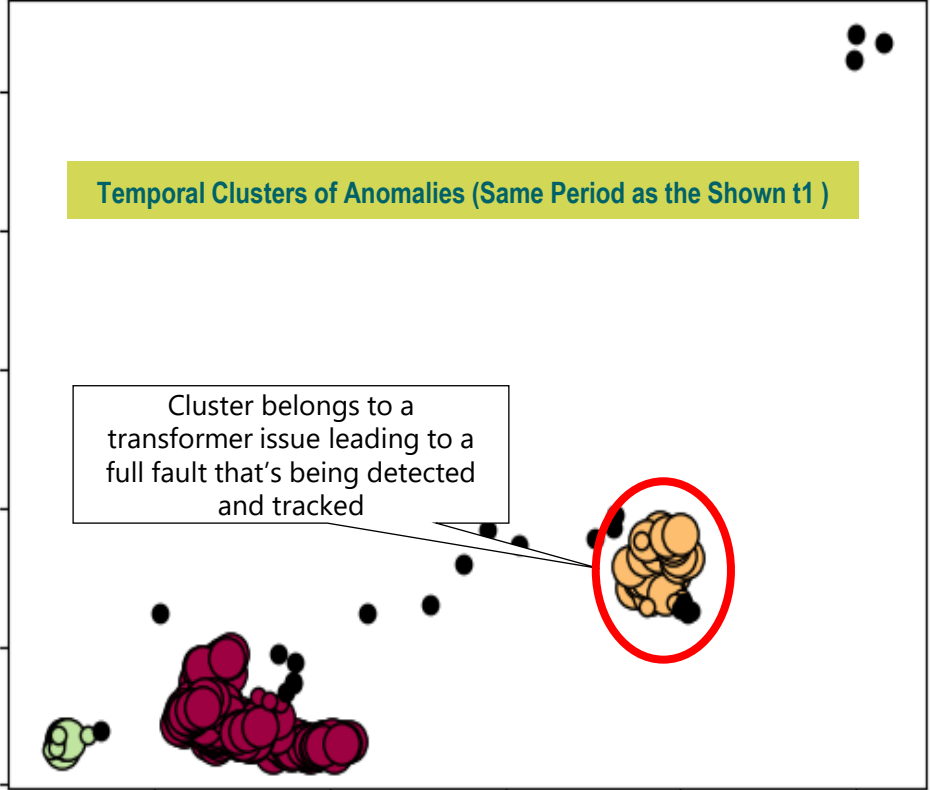 Temporal Clusters of Anomalies (Same Period as the Shown t1 )
Cluster belongs to a
transformer issue leading to a
full fault that’s being detected
and tracked